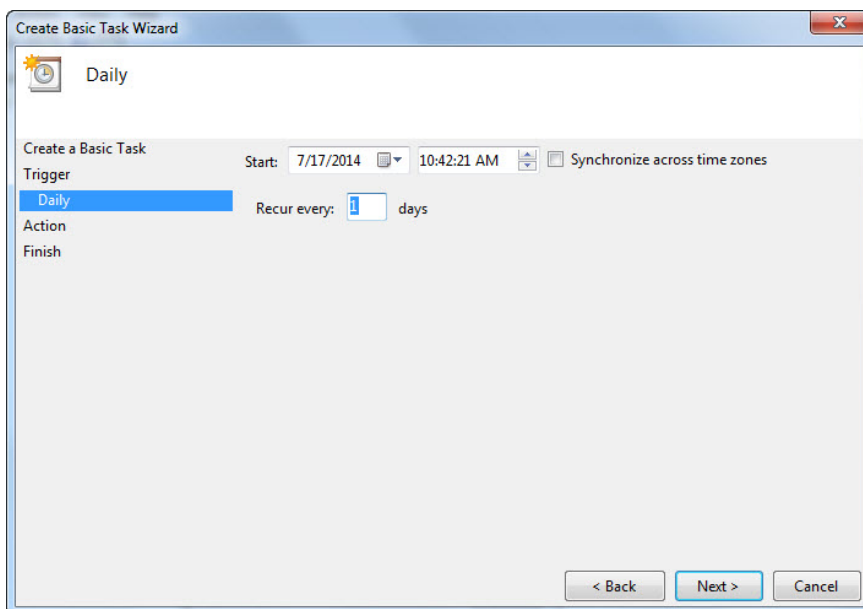 Create Basic Task Wizard
Daily
Create a Basic Task
Trigger
Daily
Action
Finish
Start: 7/17/2014 10:42:21 AM Synchronize across time zones
Recur every: 1 days
< Back Next > Cancel